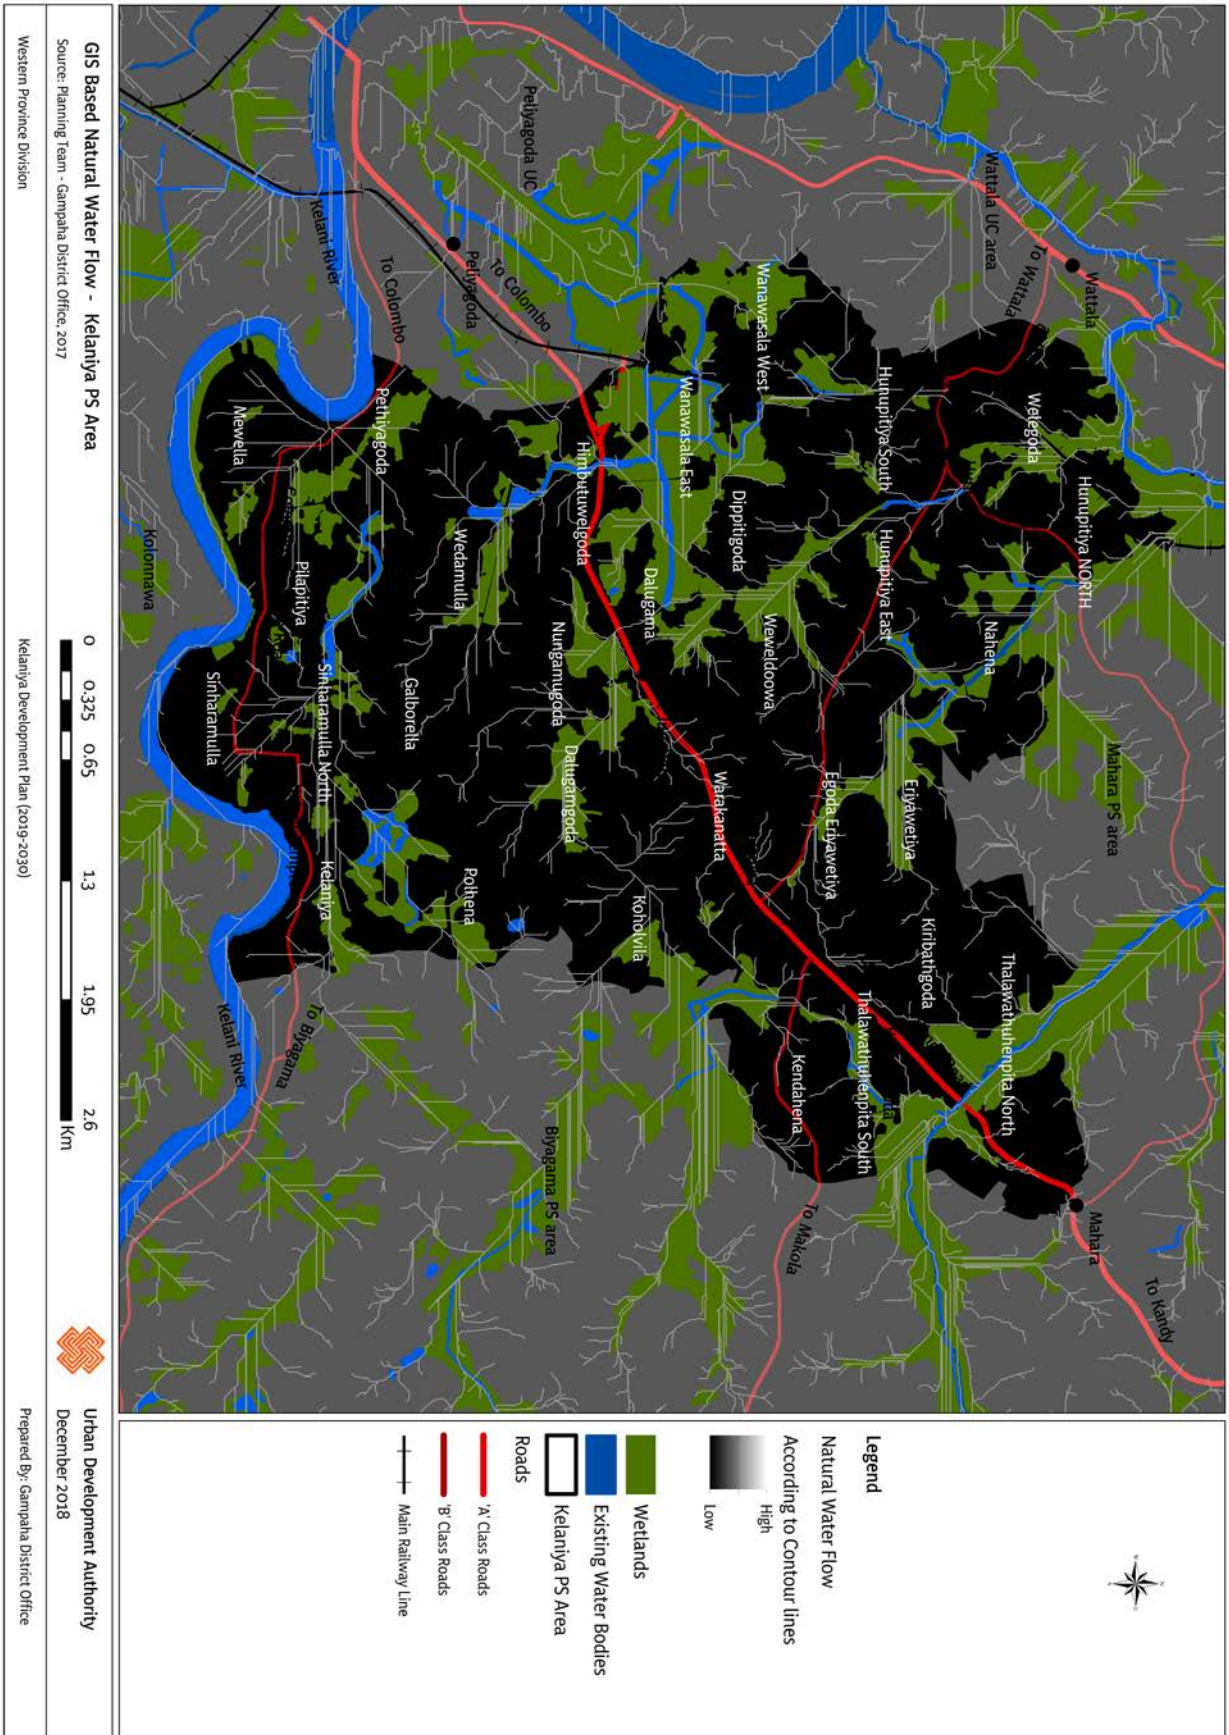 GIS Based Natural Water Flow - Kelaniya PS Area
Source: Planning Team - Gampaha District Office, 2017
Western Province Division
0 0.325 0.65 1.3 1.95 2.6
Km
Kelaniya Development Plan (2019-2030)
Urban Development Authority
December 2018
Prepared By: Gampaha District Office
Legend
Natural Water Flow
According to Contour lines
High
Low
Wetlands
Existing Water Bodies
Kelaniya PS Area
Roads
'A' Class Roads
'B' Class Roads
Main Railway Line
Wattala
To Wattala
Wattala UC area
Wetegoda
Hunupitiya NORTH
Mahara PS area
Mahara
To Kandy
Nahena
Thalawathuhenpita North
Hunupitiya South
Hunupitiya East
Eriyawetiya
Kiribathgoda
Egoda Eriyawetiya
Thalawathuhenpita South
Wanawasala West
Weweldoowa
Kendahena
To Makola
Dippitigoda
Warakanatta
Wanawasala East
Dalugama
Koholvila
Himbutuwelgoda
Nungamugoda
Dalugamgoda
Biyagama PS area
Peliyagoda UC
To Colombo
Peliyagoda
Wedamulla
Polhena
Galborella
To Colombo
Pethiyagoda
Kelani River
Pilapitiya
Sinharamulla North
Kelaniya
To Biyagama
Mewella
Sinharamulla
Kelani River
Kolonnawa